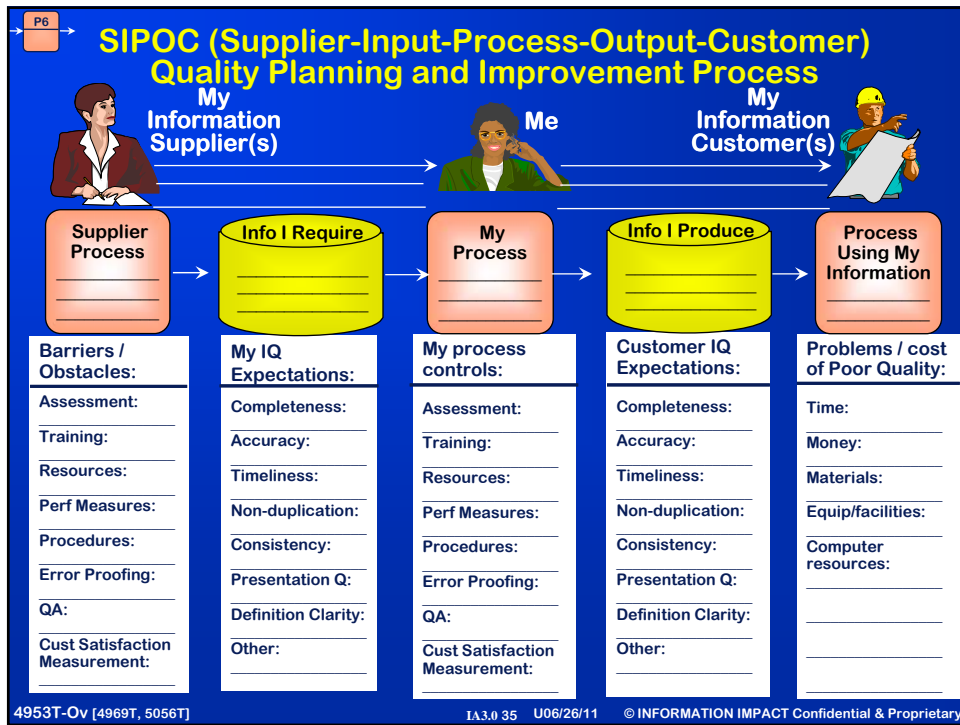 P6
SIPOC (Supplier-Input-Process-Output-Customer)
Quality Planning and Improvement Process
My
Information
Supplier(s)
Me
My
Information
Customer(s)
Supplier
Process
Info I Require
My
Process
Info I Produce
Process
Using My
Information
Barriers /
Obstacles:
Assessment:
Training:
Resources:
Perf Measures:
Procedures:
Error Proofing:
QA:
Cust Satisfaction
Measurement:
My IQ
Expectations:
Completeness:
Accuracy:
Timeliness:
Non-duplication:
Consistency:
Presentation Q:
Definition Clarity:
Other:
My process
controls:
Assessment:
Training:
Resources:
Perf Measures:
Procedures:
Error Proofing:
QA:
Cust Satisfaction
Measurement:
Customer IQ
Expectations:
Completeness:
Accuracy:
Timeliness:
Non-duplication:
Consistency:
Presentation Q:
Definition Clarity:
Other:
Problems / cost
of Poor Quality:
Time:
Money:
Materials:
Equip/facilities:
Computer
resources:
4953T-Ov [4969T, 5056T]
IA3.0 35 U06/26/11 © INFORMATION IMPACT Confidential & Proprietary